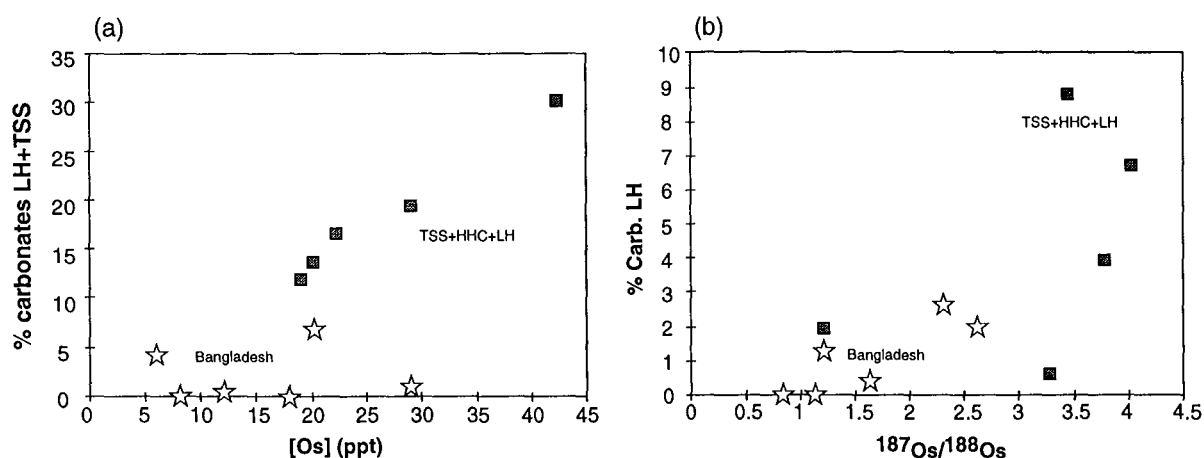 (a)
% carbonates LH+TSS
35
30
25
20
15
10
5
0
TSS+HHC+LH
Bangladesh
0 5 10 15 20 25 30 35 40 45
[Os] (ppt)
(b)
% Carb. LH
10
9
8
7
6
5
4
3
2
1
0
TSS+HHC+LH
Bangladesh
0 0.5 1 1.5 2 2.5 3 3.5 4 4.5
187Os/188Os